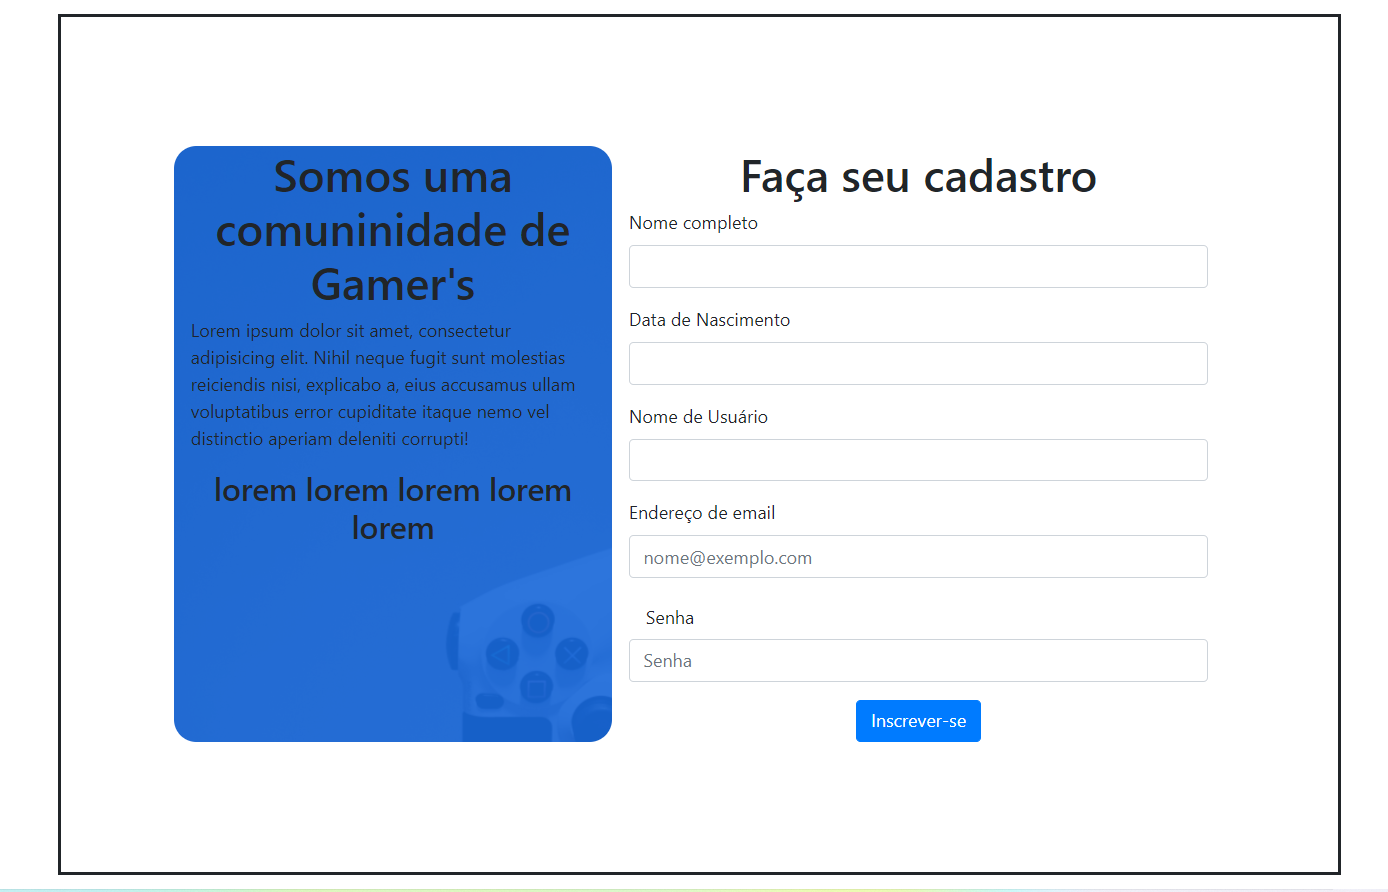 Somos uma
comuninidade de
Gamer's
Lorem ipsum dolor sit amet, consectetur
adipisicing elit. Nihil neque fugit sunt molestias
reiciendis nisi, explicabo a, eius accusamus ullam
voluptatibus error cupiditate itaque nemo vel
distinctio aperiam deleniti corrupti!
lorem lorem lorem lorem
lorem
Faça seu cadastro
Nome completo
Data de Nascimento
Nome de Usuário
Endereço de email
nome@exemplo.com
Senha
Senha
Inscrever-se